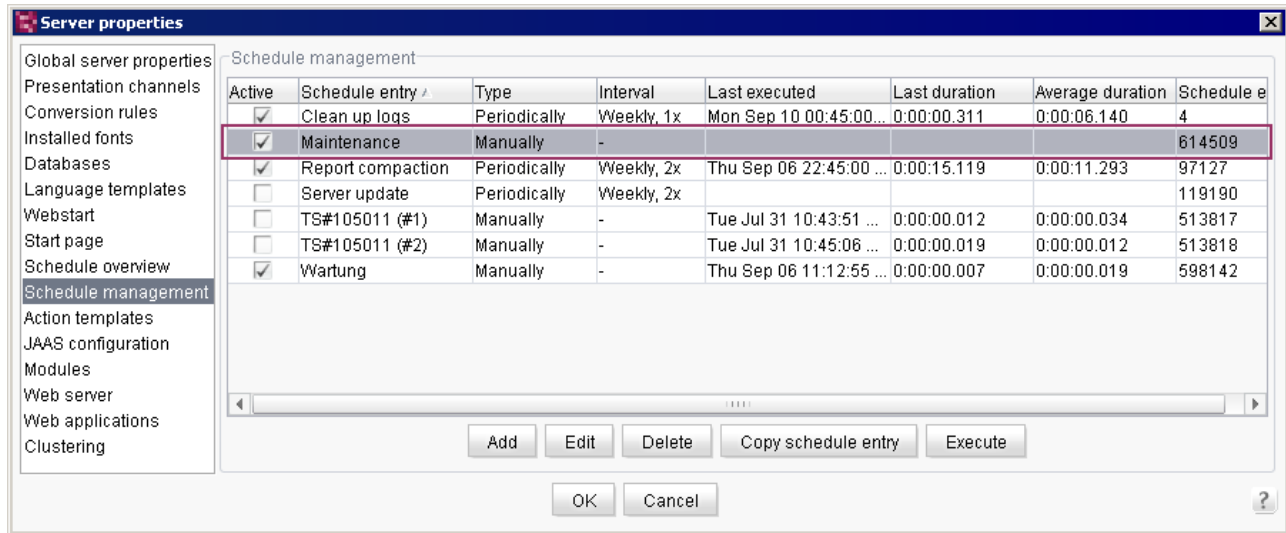 Server properties
Global server properties
Presentation channels
Conversion rules
Installed fonts
Databases
Language templates
Webstart
Start page
Schedule overview
Schedule management
Action templates
JAAS configuration
Modules
Web server
Web applications
Clustering
Schedule management
Active Schedule entry Type Interval Last executed Last duration Average duration Schedule e
Clean up logs Periodically Weekly, 1x Mon Sep 10 00:45:00... 0:00:00.311 0:00:06.140 4
Maintenance Manually - 614509
Report compaction Periodically Weekly, 2x Thu Sep 06 22:45:00 ... 0:00:15.119 0:00:11.293 97127
Server update Periodically Weekly, 2x 119190
TS#105011 (#1) Manually - Tue Jul 31 10:43:51 ... 0:00:00.012 0:00:00.034 513817
TS#105011 (#2) Manually - Tue Jul 31 10:45:06 ... 0:00:00.019 0:00:00.012 513818
Wartung Manually - Thu Sep 06 11:12:55 ... 0:00:00.007 0:00:00.019 598142
Add Edit Delete Copy schedule entry Execute
OK Cancel ?